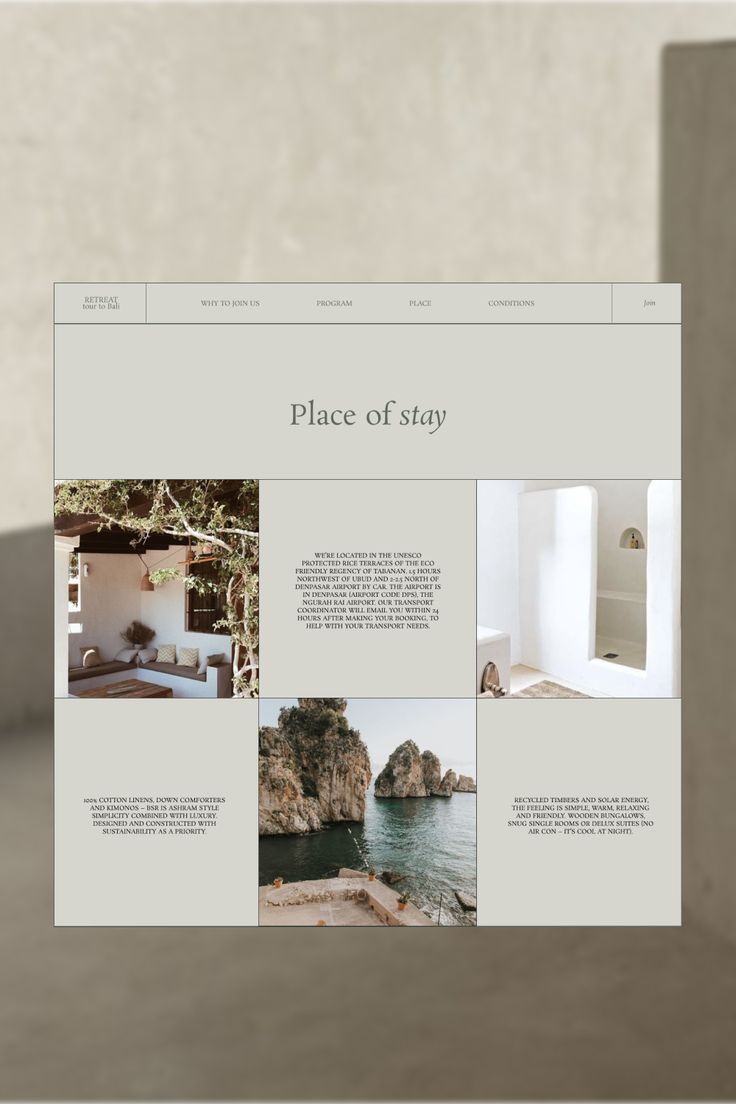 RETREAT
tour to Bali
WHY TO JOIN US
PROGRAM
PLACE
CONDITIONS
Join
Place of stay
WE'RE LOCATED IN THE UNESCO
PROTECTED RICE TERRACES OF THE ECO
FRIENDLY REGENCY OF TABANAN. 1.5 HOURS
NORTHWEST OF UBUD AND 2-2.5 NORTH OF
DENPASAR AIRPORT BY CAR. THE AIRPORT IS
IN DENPASAR (AIRPORT CODE DPS), THE
NGURAH RAI AIRPORT. OUR TRANSPORT
COORDINATOR WILL EMAIL YOU WITHIN 24
HOURS AFTER MAKING YOUR BOOKING, TO
HELP WITH YOUR TRANSPORT NEEDS.
100% COTTON LINENS, DOWN COMFORTERS
AND KIMONOS – BSR IS ASHRAM STYLE
SIMPLICITY COMBINED WITH LUXURY.
DESIGNED AND CONSTRUCTED WITH
SUSTAINABILITY AS A PRIORITY.
RECYCLED TIMBERS AND SOLAR ENERGY,
THE FEELING IS SIMPLE, WARM, RELAXING
AND FRIENDLY. WOODEN BUNGALOWS,
SNUG SINGLE ROOMS OR DELUX SUITES (NO
AIR CON – IT'S COOL AT NIGHT).